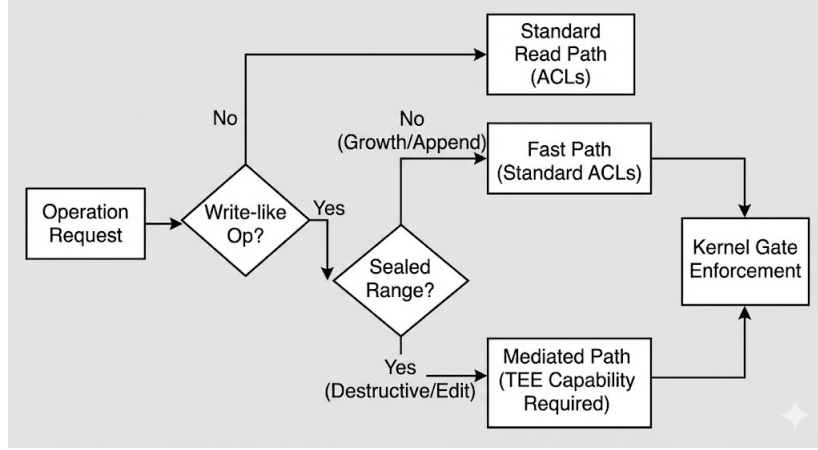 Standard
Read Path
(ACLs)
No
No
(Growth/Append)
Fast Path
(Standard ACLs)
Operation
Request
Write-like
Op?
Yes
Sealed
Range?
Kernel Gate
Enforcement
Yes
(Destructive/Edit)
Mediated Path
(TEE Capability
Required)